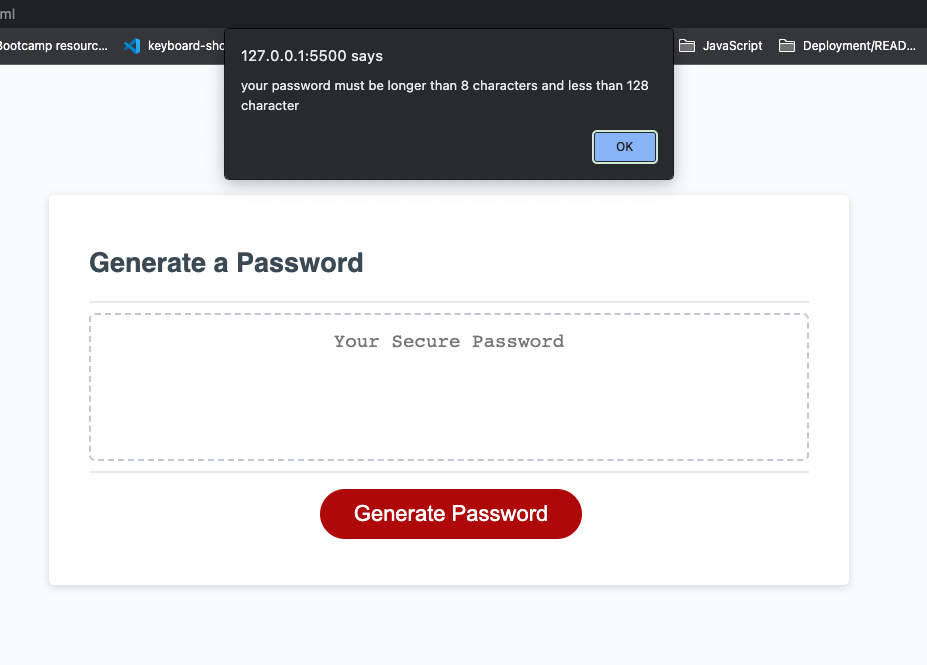 ml
Bootcamp resourc...
keyboard-sho
JavaScript
Deployment/READ...
127.0.0.1:5500 says
your password must be longer than 8 characters and less than 128
character
OK
Generate a Password
Your Secure Password
Generate Password